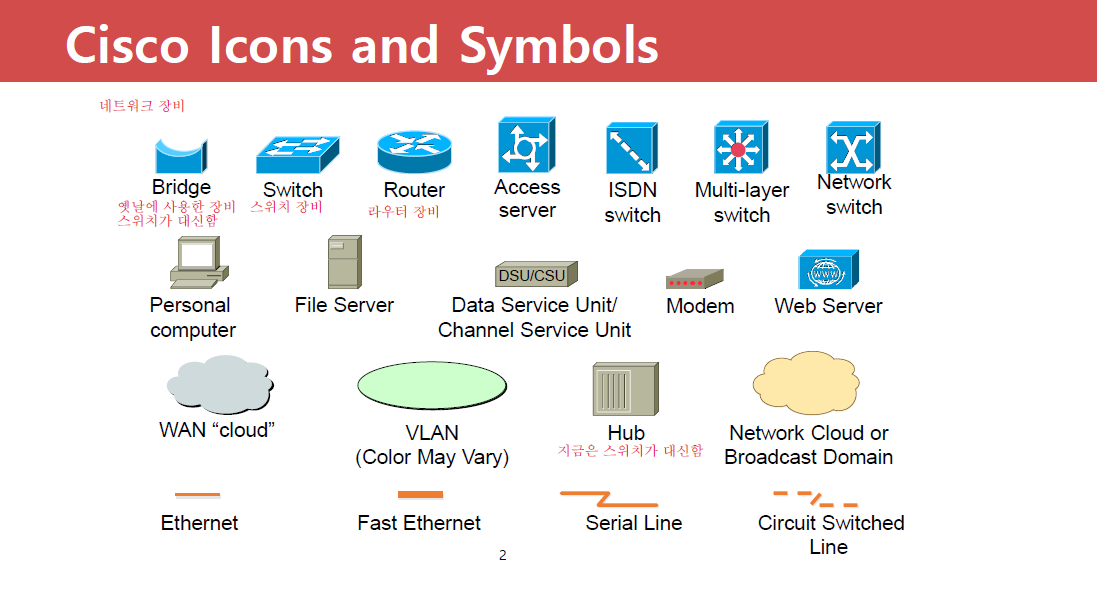 Cisco Icons and Symbols
네트워크 장비
Bridge
옛날에 사용한 장비
스위치가 대신함
Switch
스위치 장비
Router
라우터 장비
Access
server
ISDN
switch
Multi-layer
switch
Network
switch
Personal
computer
File Server
DSU/CSU
Data Service Unit/
Channel Service Unit
Modem
WWW
Web Server
WAN “cloud”
VLAN
(Color May Vary)
Hub
지금은 스위치가 대신함
Network Cloud or
Broadcast Domain
Ethernet
Fast Ethernet
Serial Line
Circuit Switched
Line
2